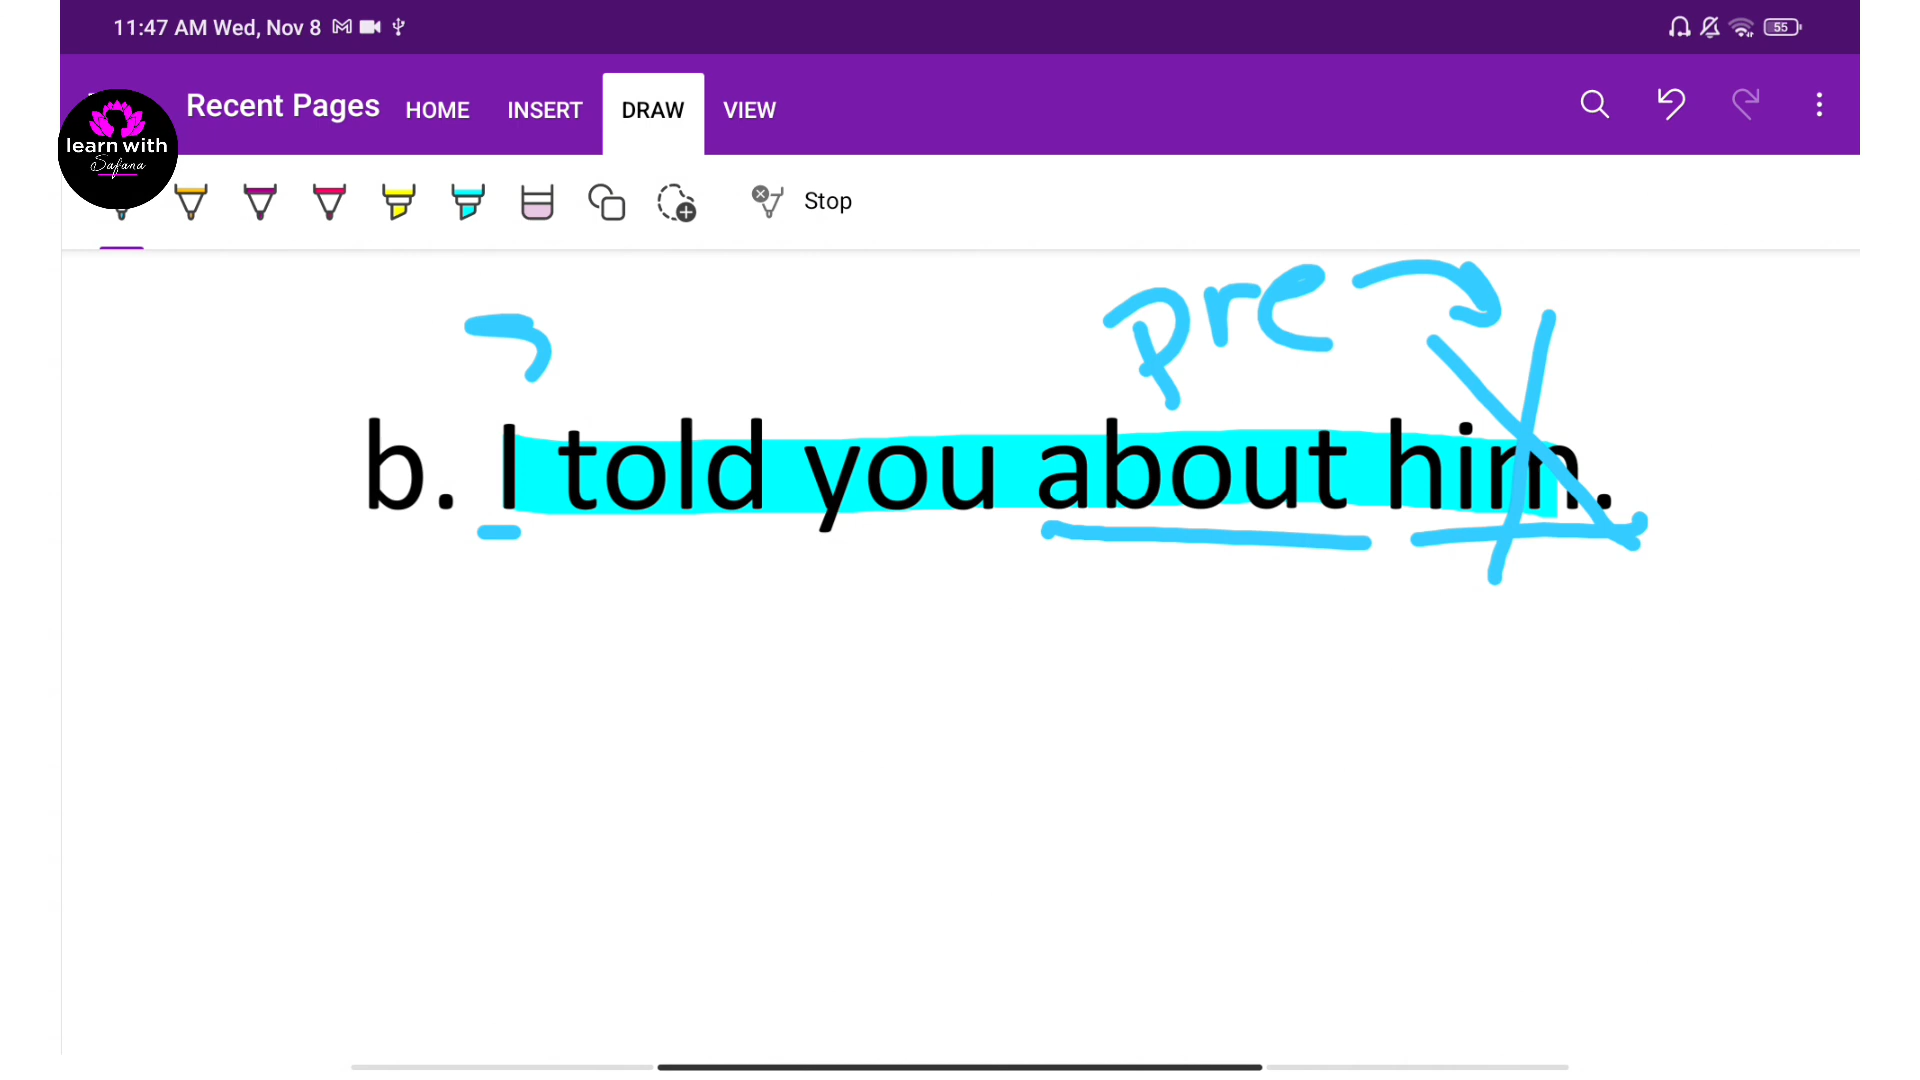 11:47 AM Wed, Nov 8
55
learn with
Safana
Recent Pages HOME INSERT DRAW VIEW
Stop
pre
b. I told you about him.